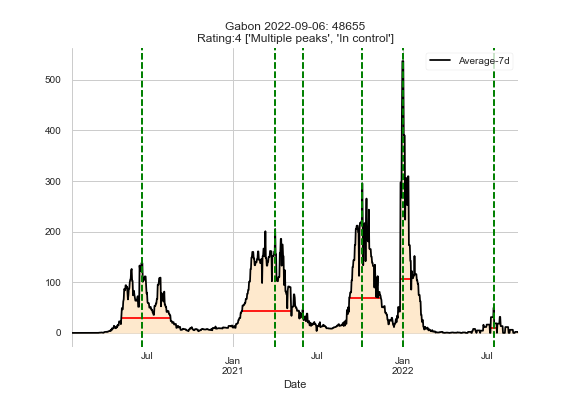 Gabon 2022-09-06: 48655
Rating:4 ['Multiple peaks', 'In control']
Average-7d
500
400
300
200
100
0
Jul
Jan
2021
Jul
Jan
2022
Jul
Date